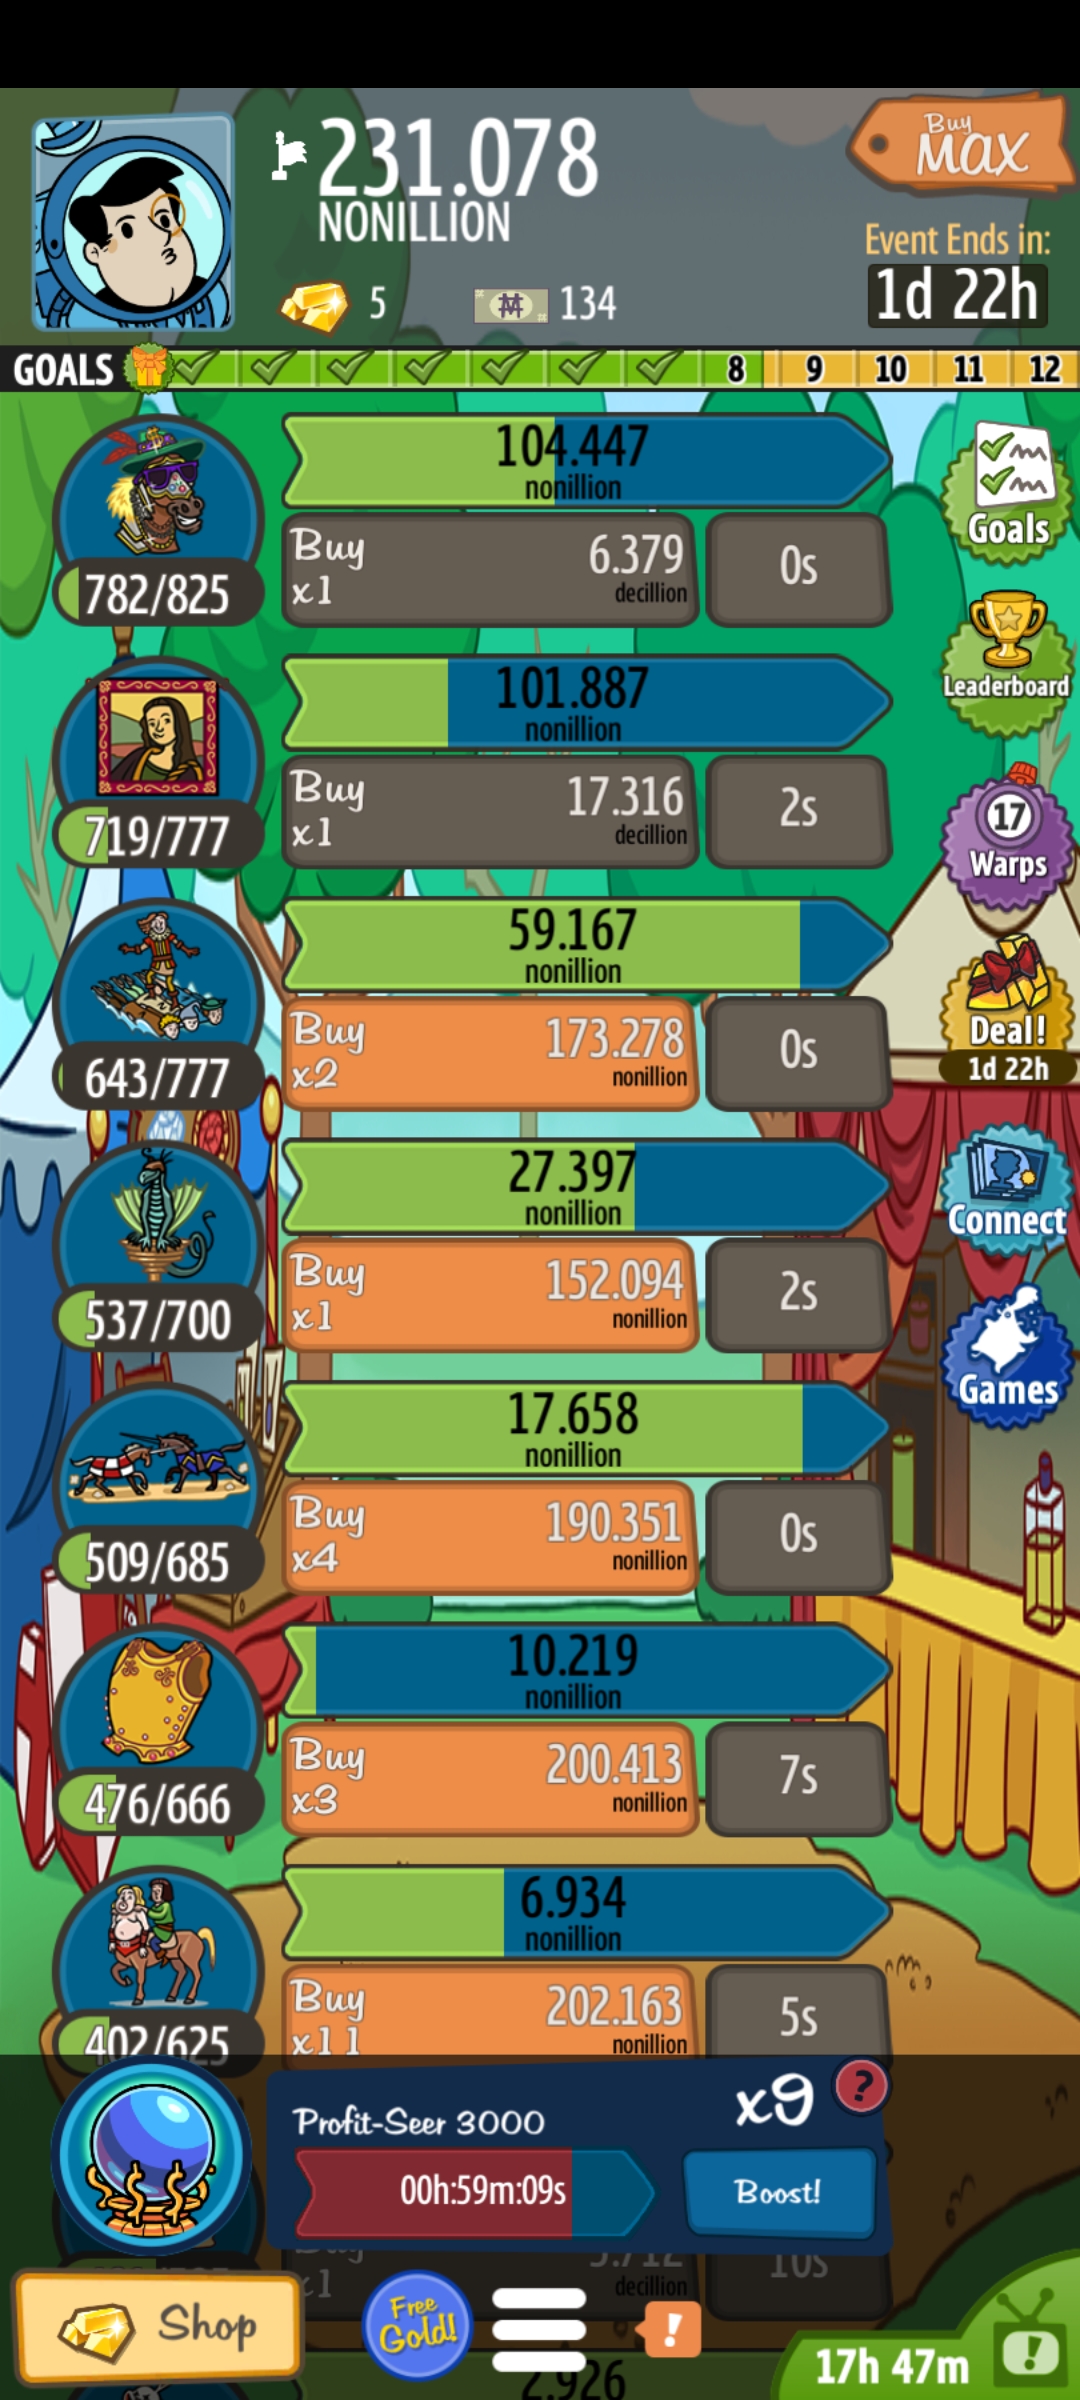 231.078
NONILLION
Buy
MAX
Event Ends in:
1d 22h
5
134
GOALS
8 9 10 11 12
104.447
nonillion
Buy
x1
6.379
decillion
0s
782/825
Goals
Leaderboard
101.887
nonillion
Buy
x1
17.316
decillion
2s
719/777
17
Warps
59.167
nonillion
Buy
x2
173.278
nonillion
0s
643/777
Deal!
1d 22h
27.397
nonillion
Buy
x1
152.094
nonillion
2s
537/700
Connect
Games
17.658
nonillion
Buy
x4
190.351
nonillion
0s
509/685
10.219
nonillion
Buy
x3
200.413
nonillion
7s
476/666
6.934
nonillion
Buy
x11
202.163
nonillion
5s
402/625
Profit-Seer 3000
x9
?
00h:59m:09s
Boost!
Buy
x1
decillion
10s
Shop
Free
Gold!
!
2.926
17h 47m
!